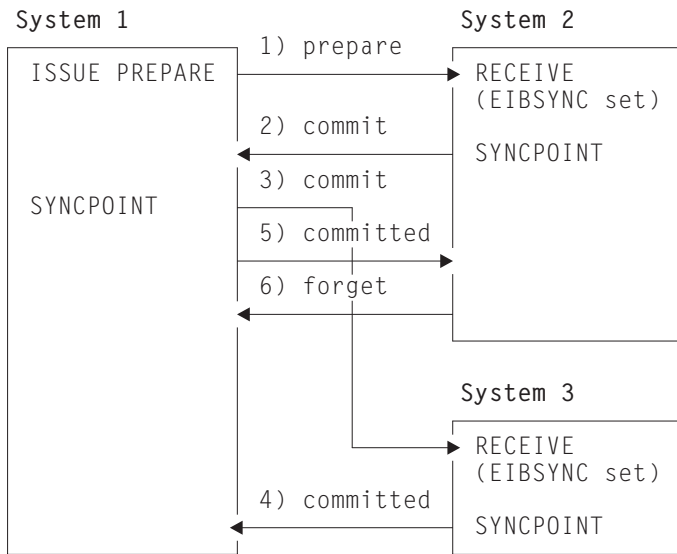 System 1
System 2
1) prepare
ISSUE PREPARE
RECEIVE
(EIBSYNC set)
2) commit
SYNCPOINT
3) commit
SYNCPOINT
5) committed
6) forget
System 3
RECEIVE
(EIBSYNC set)
4) committed
SYNCPOINT